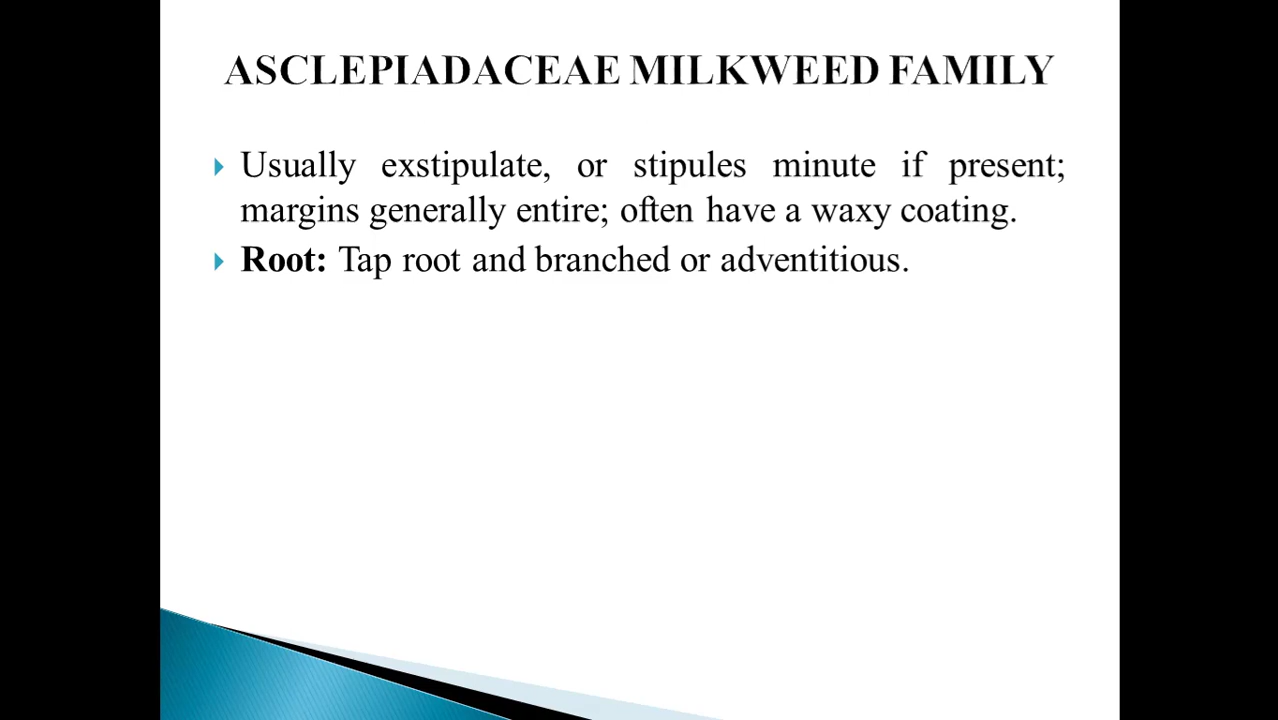 ASCLEPIADACEAE MILKWEED FAMILY
Usually exstipulate, or stipules minute if present;
margins generally entire; often have a waxy coating.
Root: Tap root and branched or adventitious.